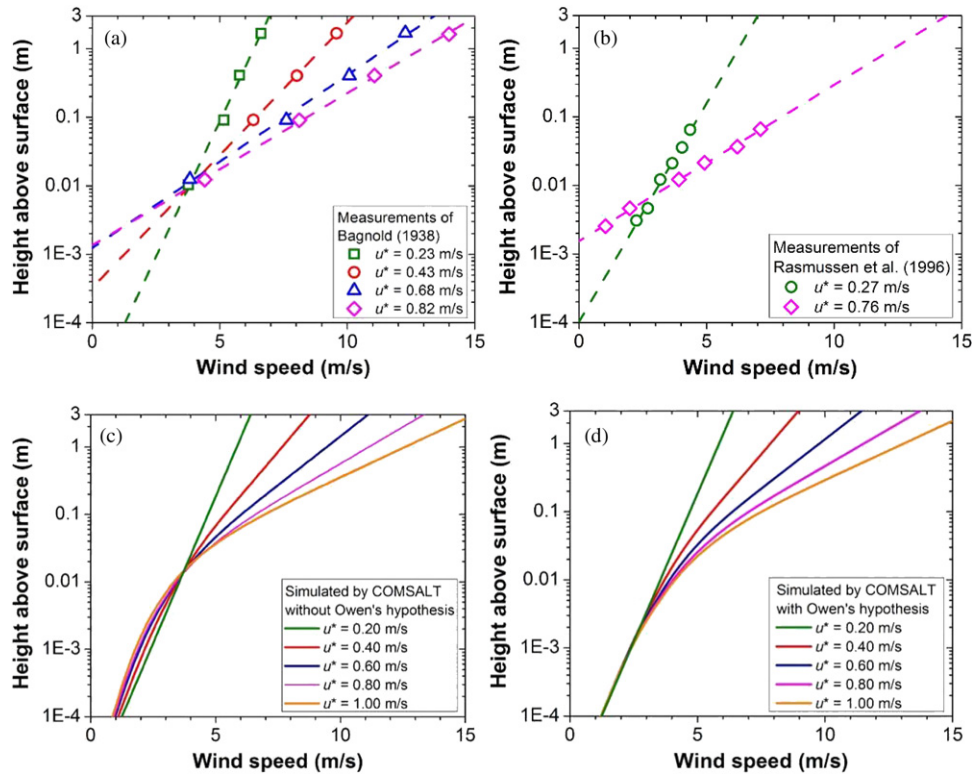 (a)
Height above surface (m)
3
1
0.1
0.01
1E-3
1E-4
0
5
10
15
Wind speed (m/s)
Measurements of
Bagnold (1938)
u* = 0.23 m/s
u* = 0.43 m/s
u* = 0.68 m/s
u* = 0.82 m/s
(b)
Height above surface (m)
3
1
0.1
0.01
1E-3
1E-4
0
5
10
15
Wind speed (m/s)
Measurements of
Rasmussen et al. (1996)
u* = 0.27 m/s
u* = 0.76 m/s
(c)
Height above surface (m)
3
1
0.1
0.01
1E-3
1E-4
0
5
10
15
Wind speed (m/s)
Simulated by COMSALT
without Owen's hypothesis
u* = 0.20 m/s
u* = 0.40 m/s
u* = 0.60 m/s
u* = 0.80 m/s
u* = 1.00 m/s
(d)
Height above surface (m)
3
1
0.1
0.01
1E-3
1E-4
0
5
10
15
Wind speed (m/s)
Simulated by COMSALT
with Owen's hypothesis
u* = 0.20 m/s
u* = 0.40 m/s
u* = 0.60 m/s
u* = 0.80 m/s
u* = 1.00 m/s